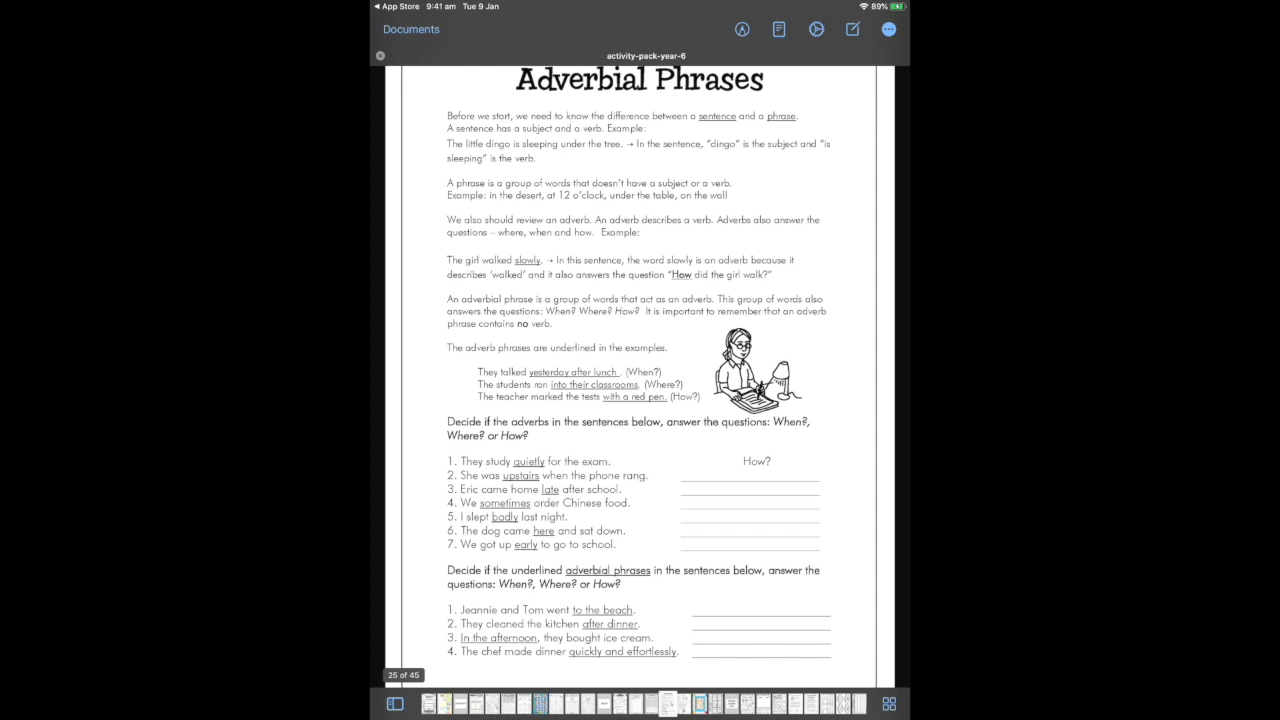 App Store 9:41 am Tue 9 Jan 89%
Documents
activity-pack-year-6
Adverbial Phrases
Before we start, we need to know the difference between a sentence and a phrase.
A sentence has a subject and a verb. Example:
The little dingo is sleeping under the tree. → In the sentence, "dingo" is the subject and "is
sleeping" is the verb.
A phrase is a group of words that doesn't have a subject or a verb.
Example: in the desert, at 12 o'clock, under the table, on the wall
We also should review an adverb. An adverb describes a verb. Adverbs also answer the
questions – where, when and how. Example:
The girl walked slowly. → In this sentence, the word slowly is an adverb because it
describes 'walked' and it also answers the question "How did the girl walk?"
An adverbial phrase is a group of words that act as an adverb. This group of words also
answers the questions: When? Where? How? It is important to remember that an adverb
phrase contains no verb.
The adverb phrases are underlined in the examples.
They talked yesterday after lunch . (When?)
The students ran into their classrooms. (Where?)
The teacher marked the tests with a red pen. (How?)
Decide if the adverbs in the sentences below, answer the questions: When?,
Where? or How?
1. They study quietly for the exam. How?
2. She was upstairs when the phone rang.
3. Eric came home late after school.
4. We sometimes order Chinese food.
5. I slept badly last night.
6. The dog came here and sat down.
7. We got up early to go to school.
Decide if the underlined adverbial phrases in the sentences below, answer the
questions: When?, Where? or How?
1. Jeannie and Tom went to the beach.
2. They cleaned the kitchen after dinner.
3. In the afternoon, they bought ice cream.
4. The chef made dinner quickly and effortlessly.
25 of 45